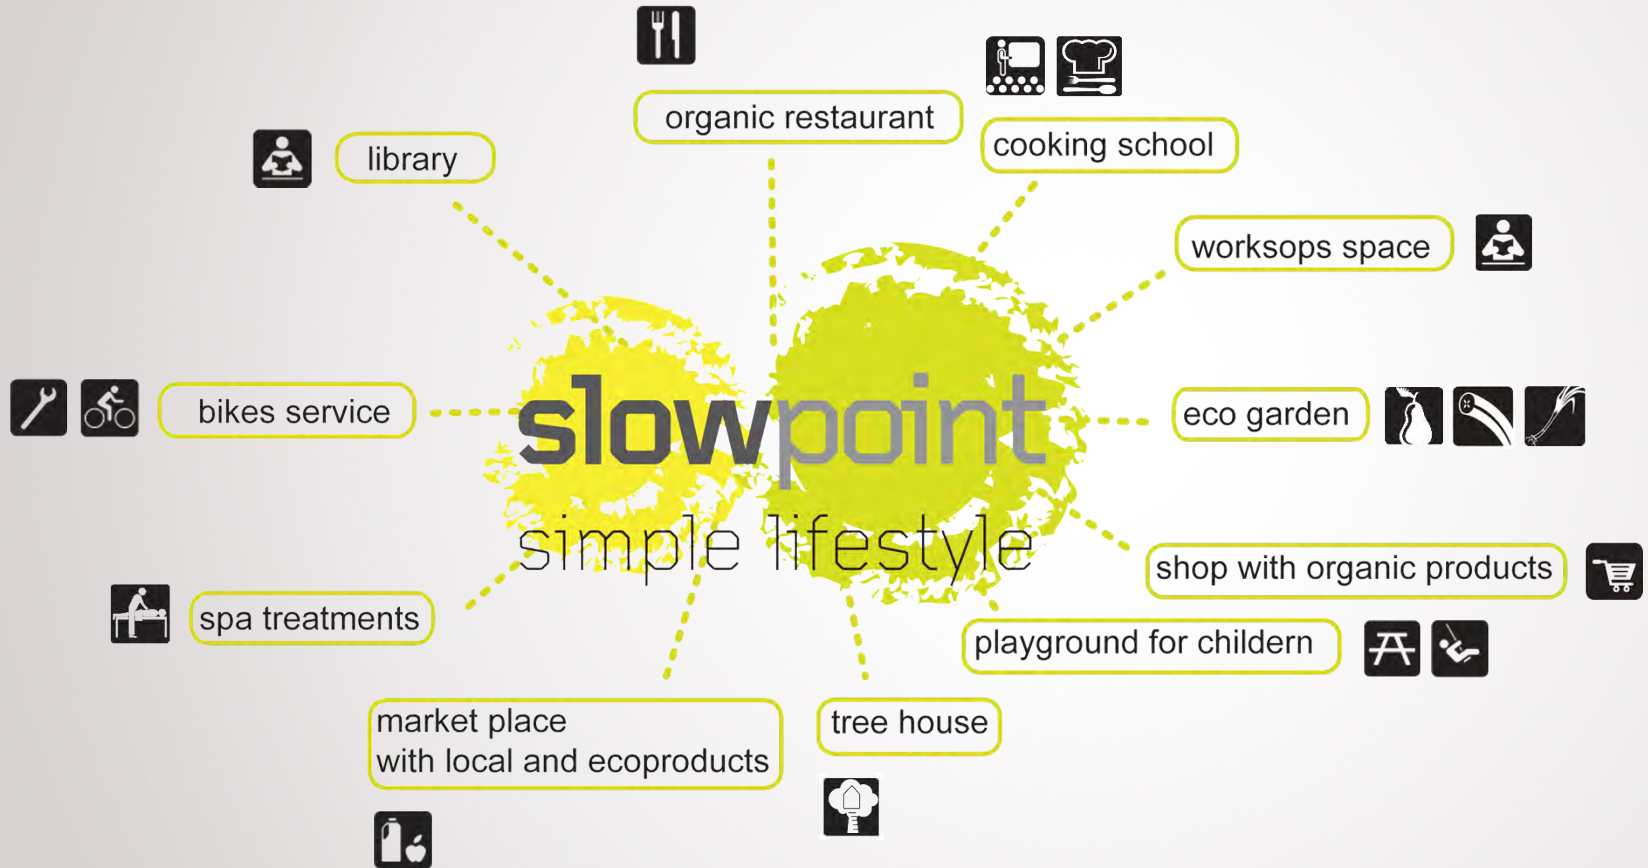 organic restaurant
cooking school
library
worksops space
bikes service
eco garden
slowpoint
simple lifestyle
shop with organic products
spa treatments
playground for childern
market place
with local and ecoproducts
tree house